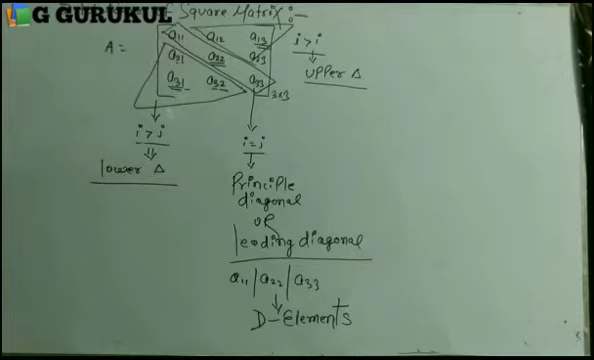 G GURUKUL
Square Matrix :-
A =
a11 a12 a13
a21 a22 a23
a31 a32 a33
3×3
j > i
UPPer Δ
i > j
lower Δ
i = j
PrinciPle
diagonal
OR
leading diagonal
a11 | a22 | a33
D-Elements